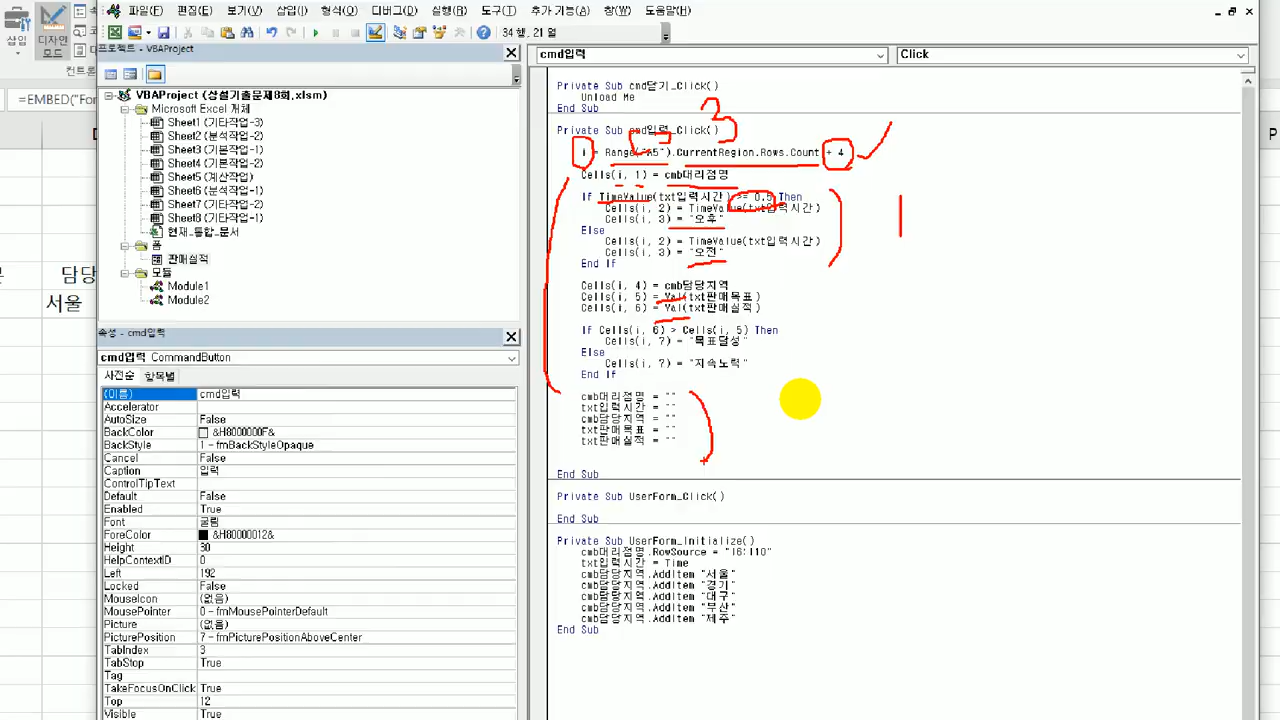 파일(F) 편집(E) 보기(V) 삽입(I) 형식(O) 디버그(D) 실행(R) 도구(T) 추가 기능(A) 창(W) 도움말(H)
34 행, 21 열
삽입
디자인
모드
컨트롤
=EMBED("For
담당
서울
프로젝트 - VBAProject
VBAProject (상설기출문제8회.xlsm)
Microsoft Excel 개체
Sheet1 (기타작업-3)
Sheet2 (분석작업-2)
Sheet3 (기본작업-2)
Sheet4 (기본작업-1)
Sheet5 (계산작업)
Sheet6 (분석작업-1)
Sheet7 (기타작업-2)
Sheet8 (기타작업-1)
현재_통합_문서
폼
판매실적
모듈
Module1
Module2
속성 - cmd입력
cmd입력 CommandButton
사전순 항목별
(이름) cmd입력
Accelerator
AutoSize False
BackColor &H8000000F&
BackStyle 1 - fmBackStyleOpaque
Cancel False
Caption 입력
ControlTipText
Default False
Enabled True
Font 굴림
ForeColor &H80000012&
Height 30
HelpContextID 0
Left 192
Locked False
MouseIcon (없음)
MousePointer 0 - fmMousePointerDefault
Picture (없음)
PicturePosition 7 - fmPicturePositionAboveCenter
TabIndex 3
TabStop True
Tag
TakeFocusOnClick True
Top 12
Visible True
cmd입력 Click
Private Sub cmd닫기_Click()
Unload Me
End Sub
3
Private Sub cmd입력_Click()
i = Range("A5").CurrentRegion.Rows.Count + 4
Cells(i, 1) = cmb대리점명
If TimeValue(txt입력시간) >= 0.5 Then
Cells(i, 2) = TimeValue(txt입력시간)
Cells(i, 3) = "오후"
Else
Cells(i, 2) = TimeValue(txt입력시간)
Cells(i, 3) = "오전"
End If
Cells(i, 4) = cmb담당지역
Cells(i, 5) = Val(txt판매목표)
Cells(i, 6) = Val(txt판매실적)
If Cells(i, 6) > Cells(i, 5) Then
Cells(i, 7) = "목표달성"
Else
Cells(i, 7) = "지속노력"
End If
cmb대리점명 = ""
txt입력시간 = ""
cmb담당지역 = ""
txt판매목표 = ""
txt판매실적 = ""
End Sub
Private Sub UserForm_Click()
End Sub
Private Sub UserForm_Initialize()
cmb대리점명.RowSource = "I6:I10"
txt입력시간 = Time
cmb담당지역.AddItem "서울"
cmb담당지역.AddItem "경기"
cmb담당지역.AddItem "대구"
cmb담당지역.AddItem "부산"
cmb담당지역.AddItem "제주"
End Sub